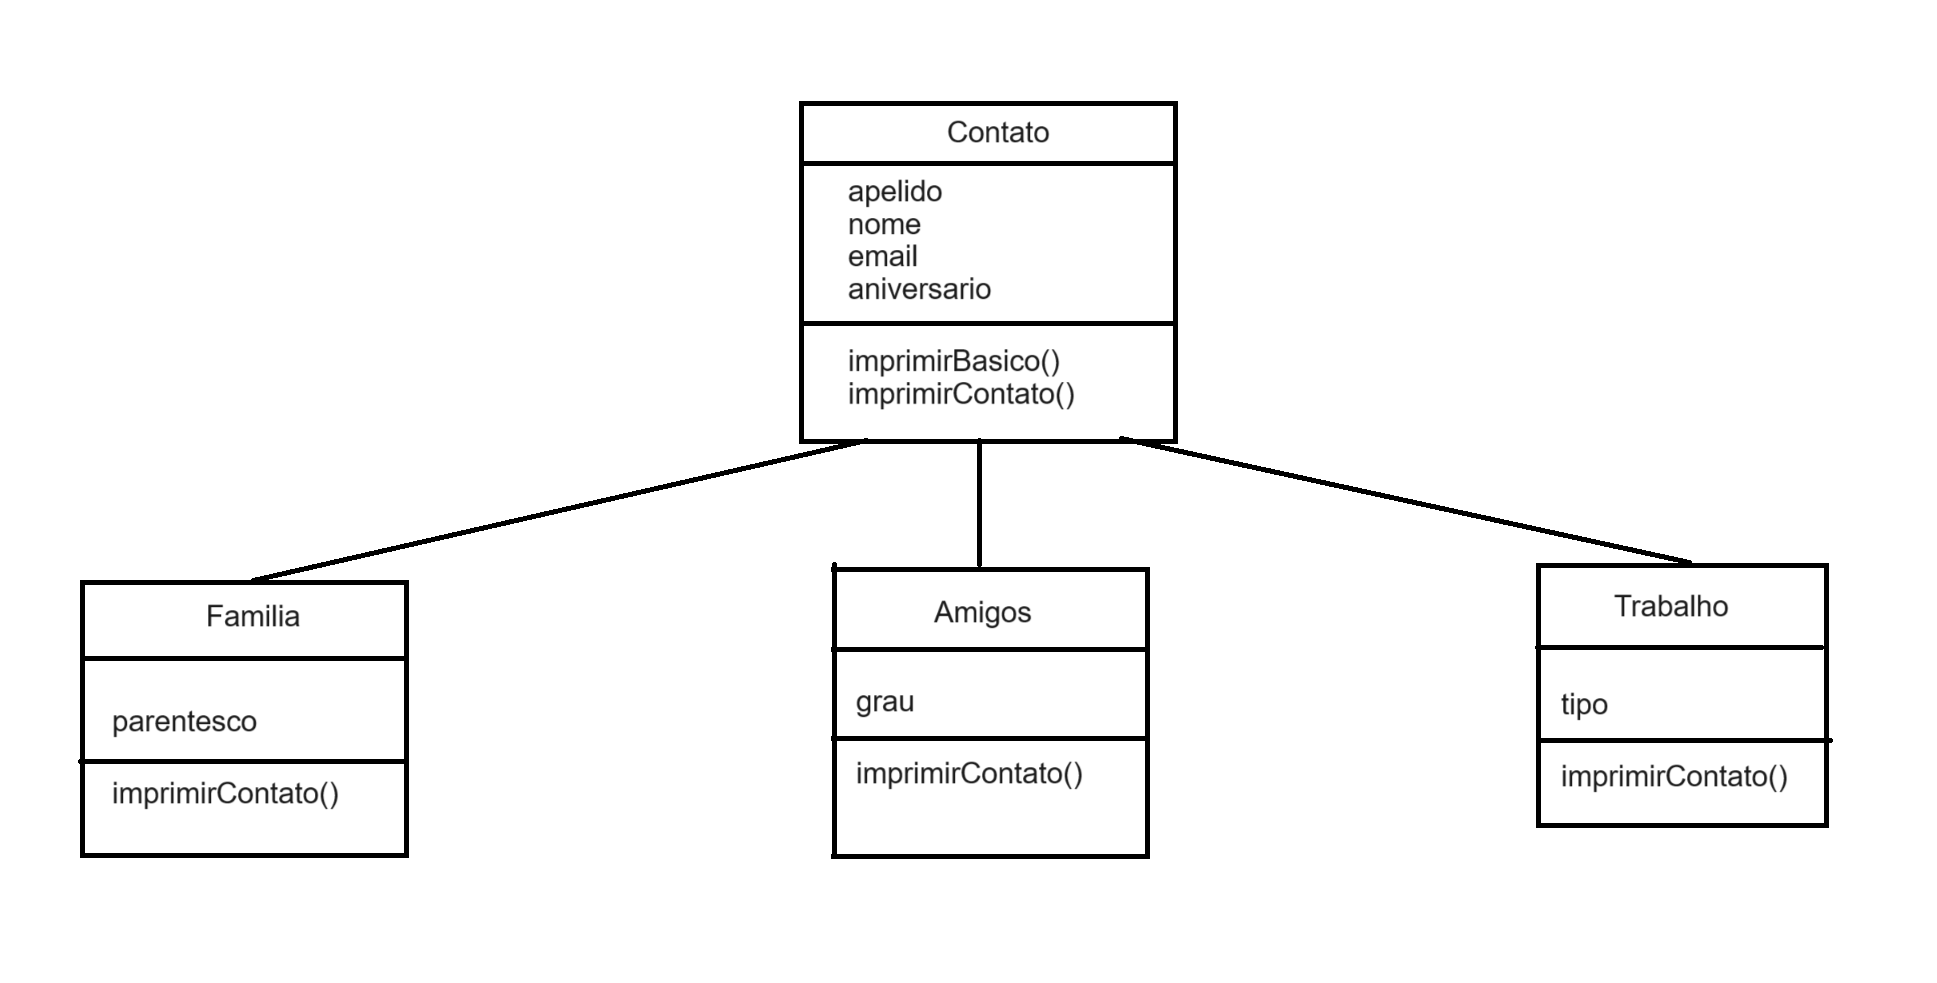 Contato
apelido
nome
email
aniversario
imprimirBasico()
imprimirContato()
Familia
parentesco
imprimirContato()
Amigos
grau
imprimirContato()
Trabalho
tipo
imprimirContato()